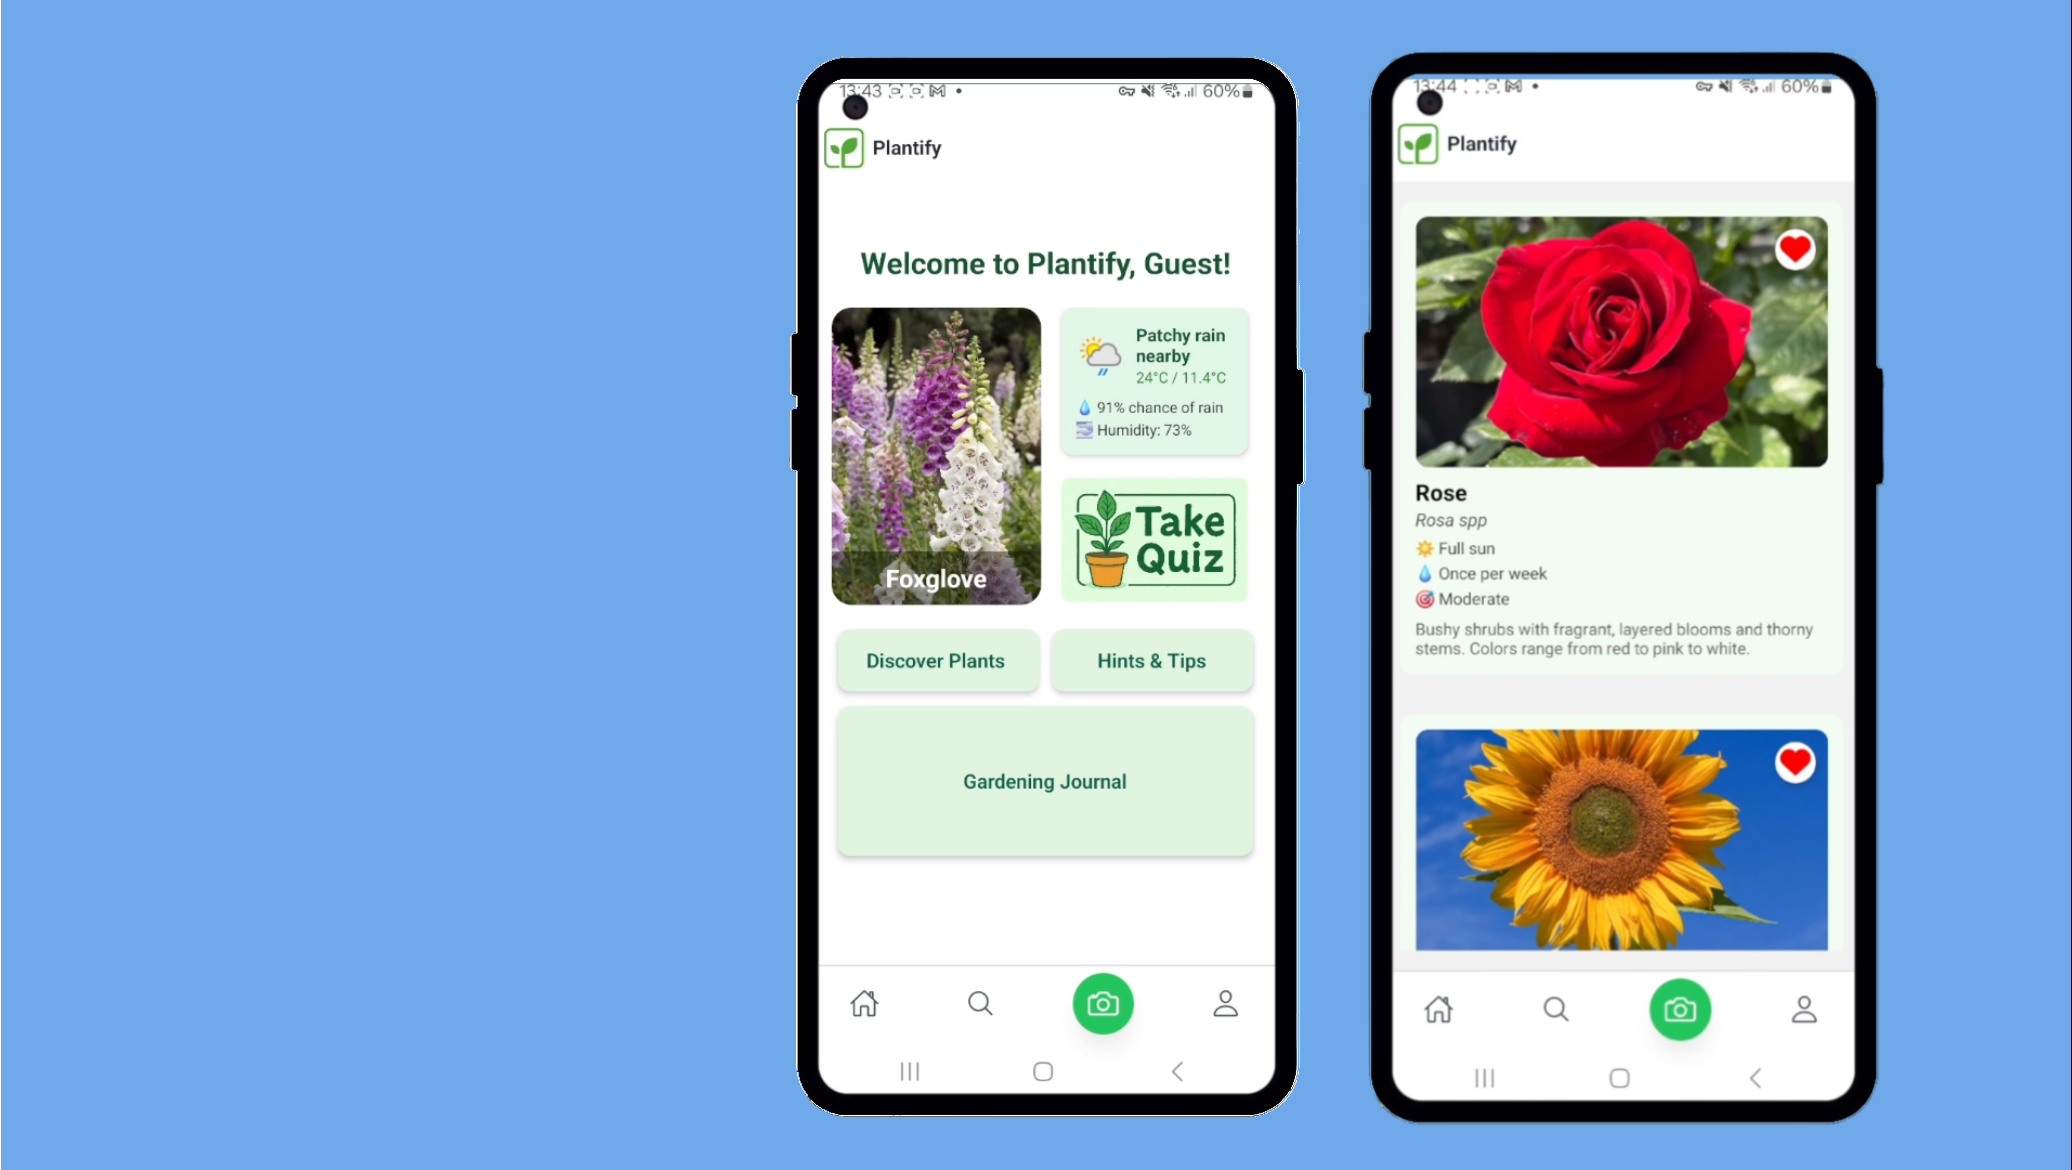 13:43
60%
Plantify
Welcome to Plantify, Guest!
Foxglove
Patchy rain
nearby
24°C / 11.4°C
91% chance of rain
Humidity: 73%
Take
Quiz
Discover Plants
Hints & Tips
Gardening Journal
13:44
60%
Plantify
Rose
Rosa spp
Full sun
Once per week
Moderate
Bushy shrubs with fragrant, layered blooms and thorny
stems. Colors range from red to pink to white.